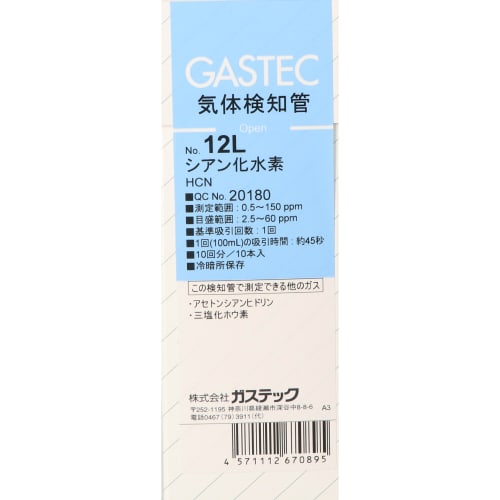 GASTEC
気体検知管
Open
No. 12L
シアン化水素
HCN
■QC No. 20180
■測定範囲 : 0.5～150 ppm
■目盛範囲 : 2.5～60 ppm
■基準吸引回数 : 1回
■1回(100mL)の吸引時間 : 約45秒
■10回分／10本入
■冷暗所保存
この検知管で測定できる他のガス
・アセトンシアンヒドリン
・三塩化ホウ素
株式会社 ガステック
〒252-1195 神奈川県綾瀬市深谷中8-8-6 A3
電話0467(79)3911(代)
4571112670895